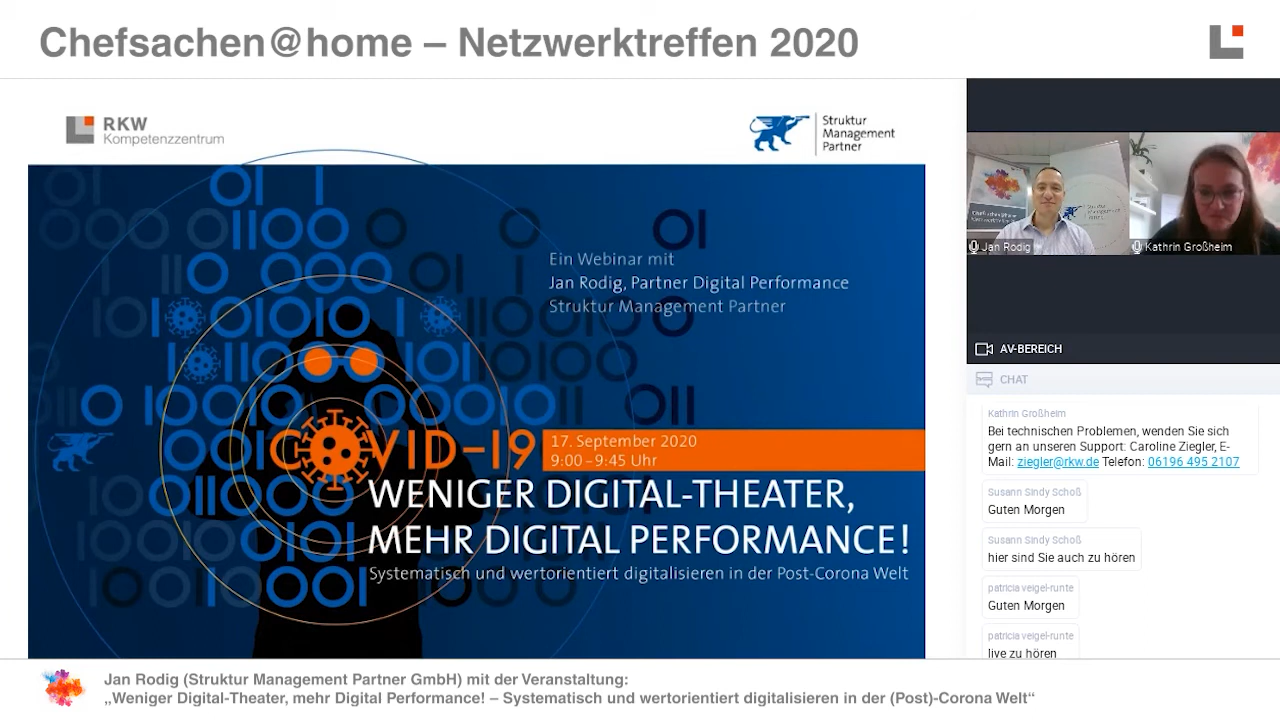 Chefsachen@home – Netzwerktreffen 2020
RKW
Kompetenzzentrum
Struktur
Management
Partner
Ein Webinar mit
Jan Rodig, Partner Digital Performance
Struktur Management Partner
COVID-19
17. September 2020
9:00 – 9:45 Uhr
WENIGER DIGITAL-THEATER,
MEHR DIGITAL PERFORMANCE!
Systematisch und wertorientiert digitalisieren in der Post-Corona Welt
Jan Rodig
Kathrin Großheim
AV-BEREICH
CHAT
Kathrin Großheim
Bei technischen Problemen, wenden Sie sich
gern an unseren Support: Caroline Ziegler, E-
Mail: ziegler@rkw.de Telefon: 06196 495 2107
Susann Sindy Schoß
Guten Morgen
Susann Sindy Schoß
hier sind Sie auch zu hören
patricia veigel-runte
Guten Morgen
patricia veigel-runte
live zu hören
Jan Rodig (Struktur Management Partner GmbH) mit der Veranstaltung:
„Weniger Digital-Theater, mehr Digital Performance! – Systematisch und wertorientiert digitalisieren in der (Post)-Corona Welt“